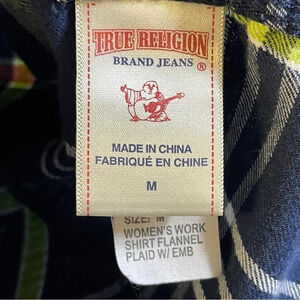 TRUE RELIGION
BRAND JEANS ®
MADE IN CHINA
FABRIQUÉ EN CHINE
M
SIZE: M
WOMEN'S WORK
SHIRT FLANNEL
PLAID W/ EMB